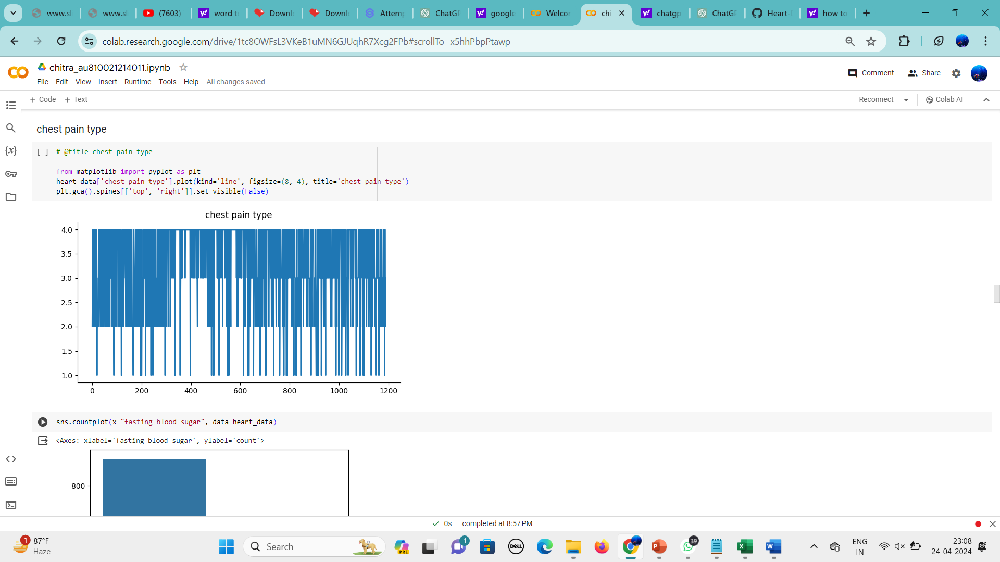 www.sl
www.sl
(7603)
word t
Downl
Downl
Attemp
ChatGP
google
Welcor
chi
chatgp
ChatGP
Heart-
how to
colab.research.google.com/drive/1tc8OWFsL3VKeB1uMN6GJUqhR7Xcg2FPb#scrollTo=x5hhPbpPtawp
chitra_au810021214011.ipynb
File Edit View Insert Runtime Tools Help All changes saved
Comment Share
+ Code + Text
Reconnect Colab AI
chest pain type
[ ] # @title chest pain type
from matplotlib import pyplot as plt
heart_data['chest pain type'].plot(kind='line', figsize=(8, 4), title='chest pain type')
plt.gca().spines[['top', 'right']].set_visible(False)
chest pain type
4.0
3.5
3.0
2.5
2.0
1.5
1.0
0 200 400 600 800 1000 1200
sns.countplot(x="fasting blood sugar", data=heart_data)
<Axes: xlabel='fasting blood sugar', ylabel='count'>
800
0s completed at 8:57 PM
1
87°F
Haze
Search
PRE
1
DELL
39
ENG
IN
23:08
24-04-2024